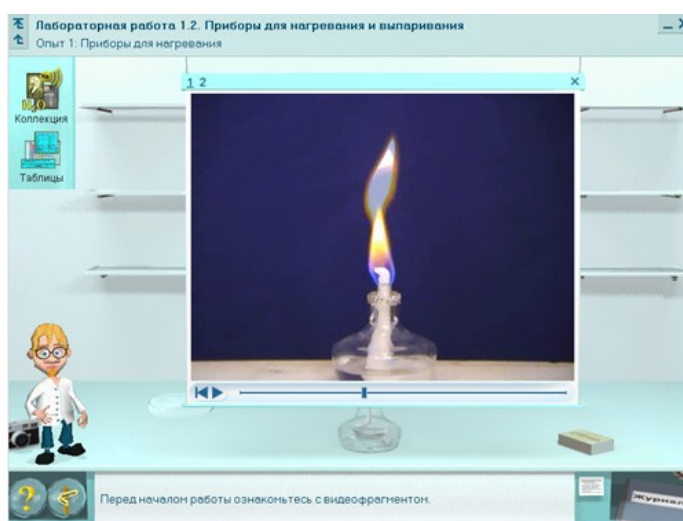 Лабораторная работа 1.2. Приборы для нагревания и выпаривания
Опыт 1: Приборы для нагревания
1 2
H₂O
Коллекция
Таблицы
Перед началом работы ознакомьтесь с видеофрагментом.
Журнал